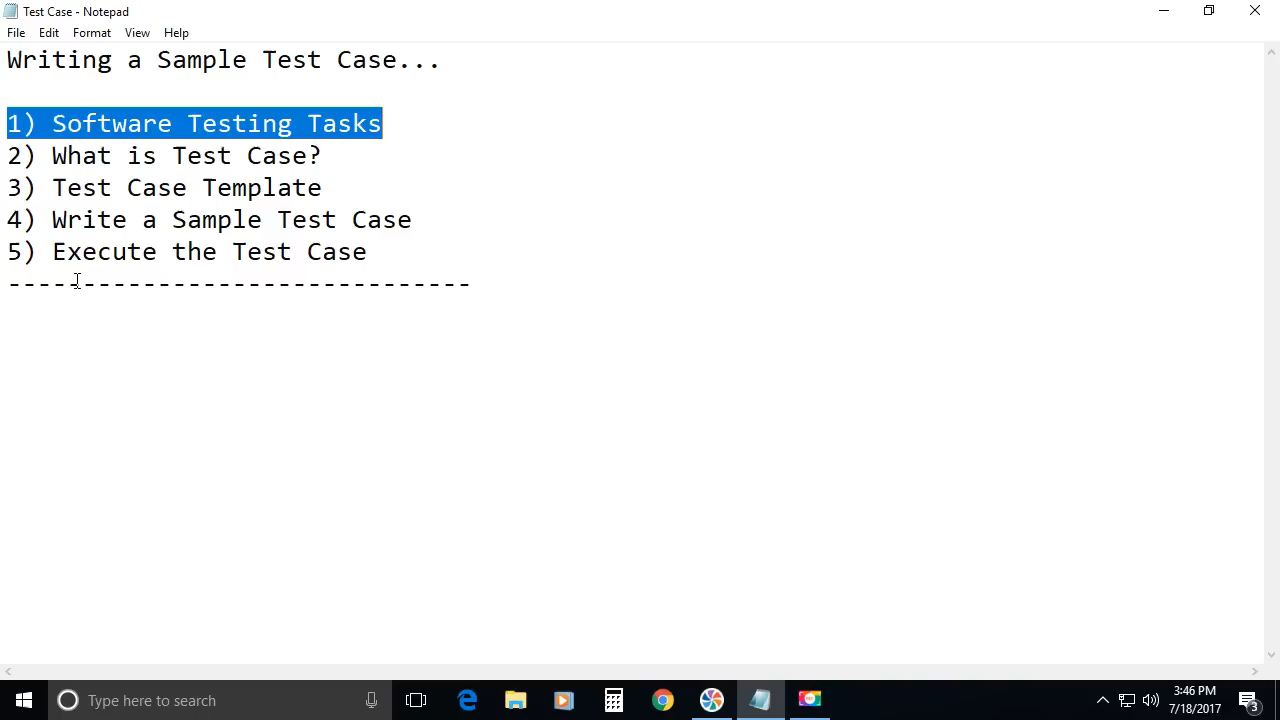 Test Case - Notepad
File Edit Format View Help
Writing a Sample Test Case...
1) Software Testing Tasks
2) What is Test Case?
3) Test Case Template
4) Write a Sample Test Case
5) Execute the Test Case
-------------------------------
Type here to search
3:46 PM
7/18/2017
3